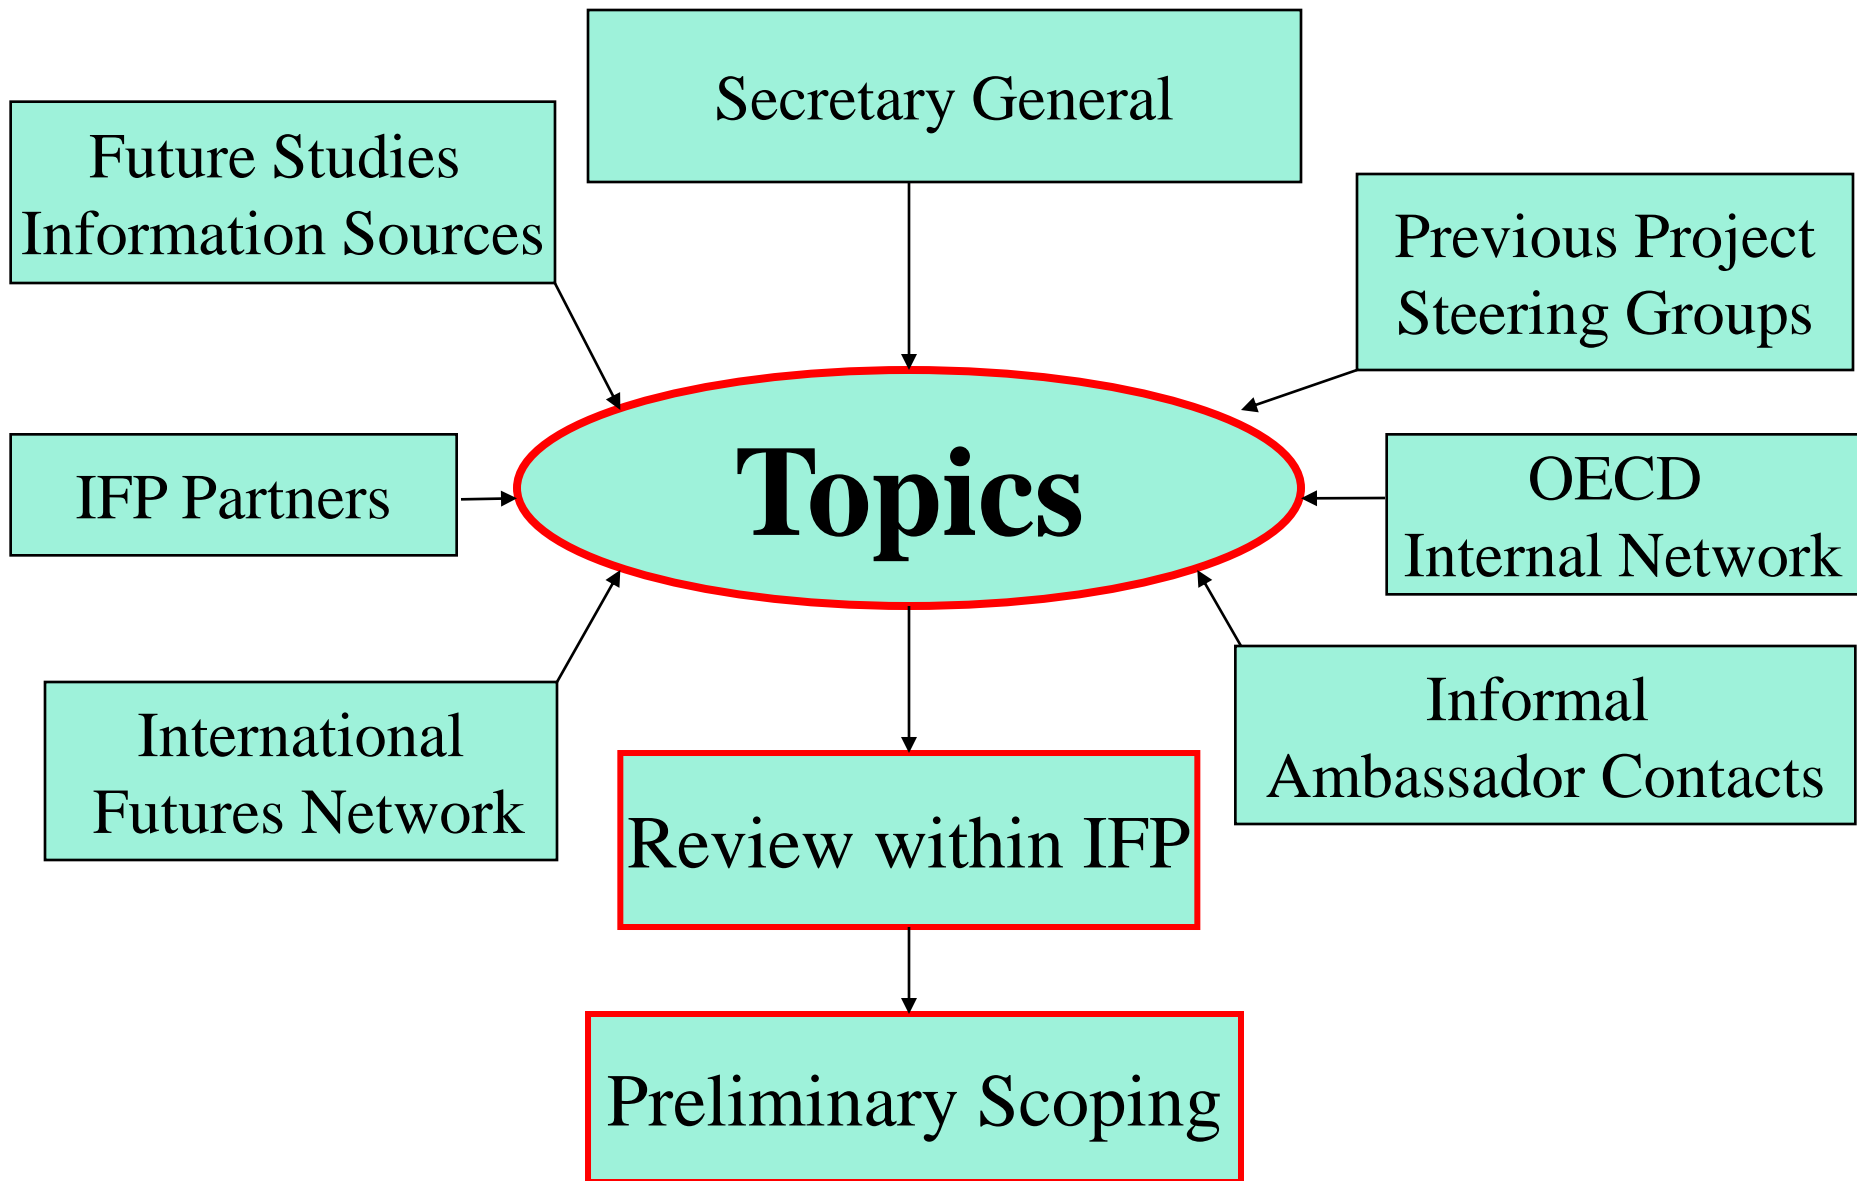 Secretary General
Future Studies
Information Sources
Previous Project
Steering Groups
IFP Partners
Topics
OECD
Internal Network
International
Futures Network
Informal
Ambassador Contacts
Review within IFP
Preliminary Scoping